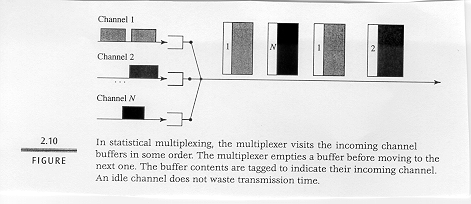 Channel 1
1
N
1
2
Channel 2
...
Channel N
2.10
FIGURE
In statistical multiplexing, the multiplexer visits the incoming channel
buffers in some order. The multiplexer empties a buffer before moving to the
next one. The buffer contents are tagged to indicate their incoming channel.
An idle channel does not waste transmission time.